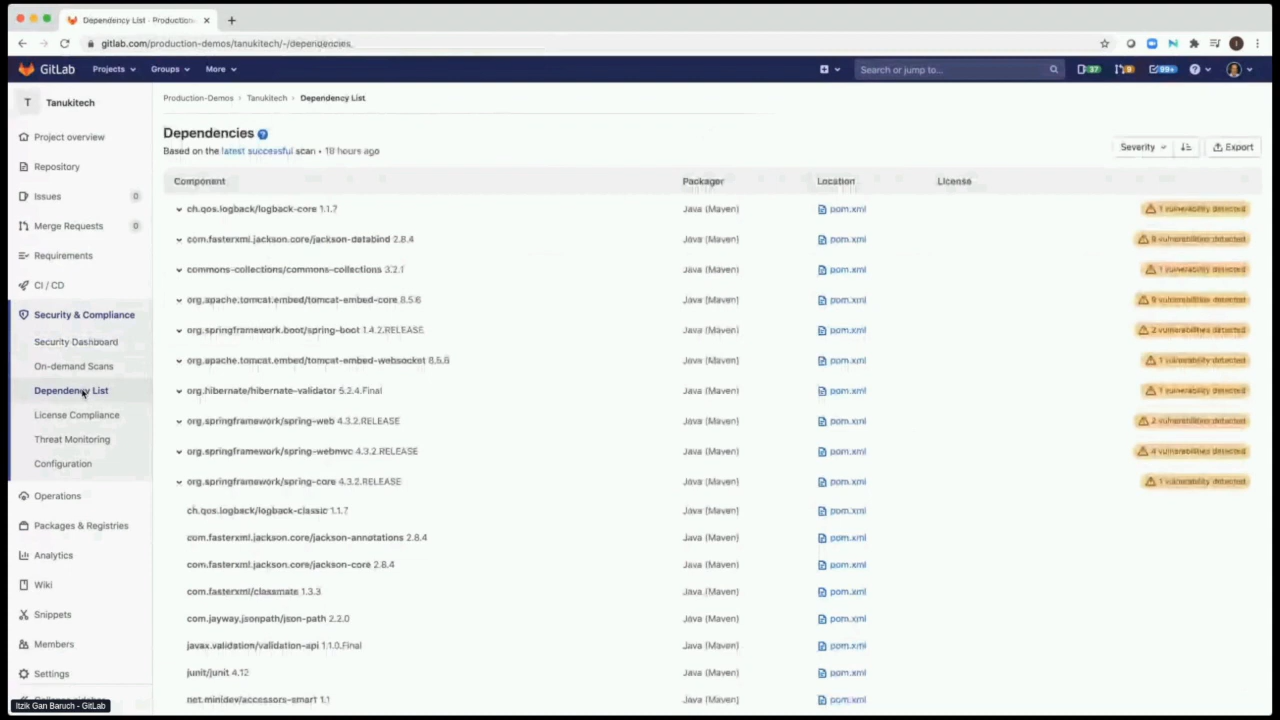 Dependency List · Production-
gitlab.com/production-demos/tanukitech/-/dependencies
GitLab Projects Groups More Search or jump to... 37 99+
T Tanukitech
Project overview
Repository
Issues 0
Merge Requests 0
Requirements
CI / CD
Security & Compliance
Security Dashboard
On-demand Scans
Dependency List
License Compliance
Threat Monitoring
Configuration
Operations
Packages & Registries
Analytics
Wiki
Snippets
Members
Settings
Collapse sidebar
Itzik Gan Baruch - GitLab
Production-Demos > Tanukitech > Dependency List
Dependencies
Based on the latest successful scan • 19 hours ago
Severity Export
Component Packager Location License
ch.qos.logback/logback-core 1.1.7 Java (Maven) pom.xml 1 vulnerability detected
com.fasterxml.jackson.core/jackson-databind 2.8.4 Java (Maven) pom.xml vulnerabilities detected
commons-collections/commons-collections 3.2.1 Java (Maven) pom.xml 1 vulnerability detected
org.apache.tomcat.embed/tomcat-embed-core 8.5.6 Java (Maven) pom.xml 9 vulnerabilities detected
org.springframework.boot/spring-boot 1.4.2.RELEASE Java (Maven) pom.xml 2 vulnerabilities detected
org.apache.tomcat.embed/tomcat-embed-websocket 8.5.6 Java (Maven) pom.xml 1 vulnerability detected
org.hibernate/hibernate-validator 5.2.4.Final Java (Maven) pom.xml 1 vulnerability detected
org.springframework/spring-web 4.3.2.RELEASE Java (Maven) pom.xml 2 vulnerabilities detected
org.springframework/spring-webmvc 4.3.2.RELEASE Java (Maven) pom.xml 4 vulnerabilities detected
org.springframework/spring-core 4.3.2.RELEASE Java (Maven) pom.xml 1 vulnerability detected
ch.qos.logback/logback-classic 1.1.7 Java (Maven) pom.xml
com.fasterxml.jackson.core/jackson-annotations 2.8.4 Java (Maven) pom.xml
com.fasterxml.jackson.core/jackson-core 2.8.4 Java (Maven) pom.xml
com.fasterxml/classmate 1.3.3 Java (Maven) pom.xml
com.jayway.jsonpath/json-path 2.2.0 Java (Maven) pom.xml
javax.validation/validation-api 1.1.0.Final Java (Maven) pom.xml
junit/junit 4.12 Java (Maven) pom.xml
net.minidev/accessors-smart 1.1 Java (Maven) pom.xml